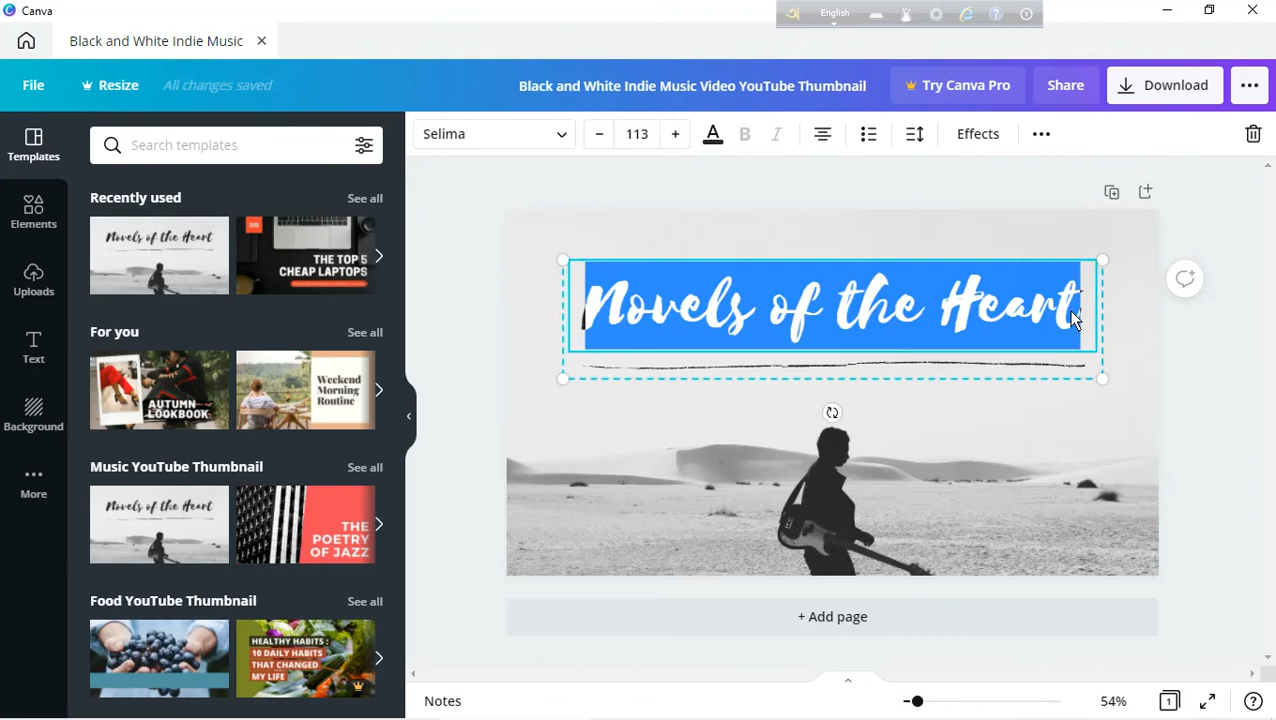 Canva
অ English
Black and White Indie Music
File Resize All changes saved Black and White Indie Music Video YouTube Thumbnail Try Canva Pro Share Download
Selima 113 B I Effects
Templates
Elements
Uploads
Text
Background
More
Search templates
Recently used See all
Novels of the Heart
THE TOP 5
CHEAP LAPTOPS
For you See all
AUTUMN
LOOKBOOK
Weekend
Morning
Routine
Music YouTube Thumbnail See all
Novels of the Heart
THE
POETRY
OF JAZZ
Food YouTube Thumbnail See all
HEALTHY HABITS :
10 DAILY HABITS
THAT CHANGED
MY LIFE
Novels of the Heart
+ Add page
Notes 54% 1